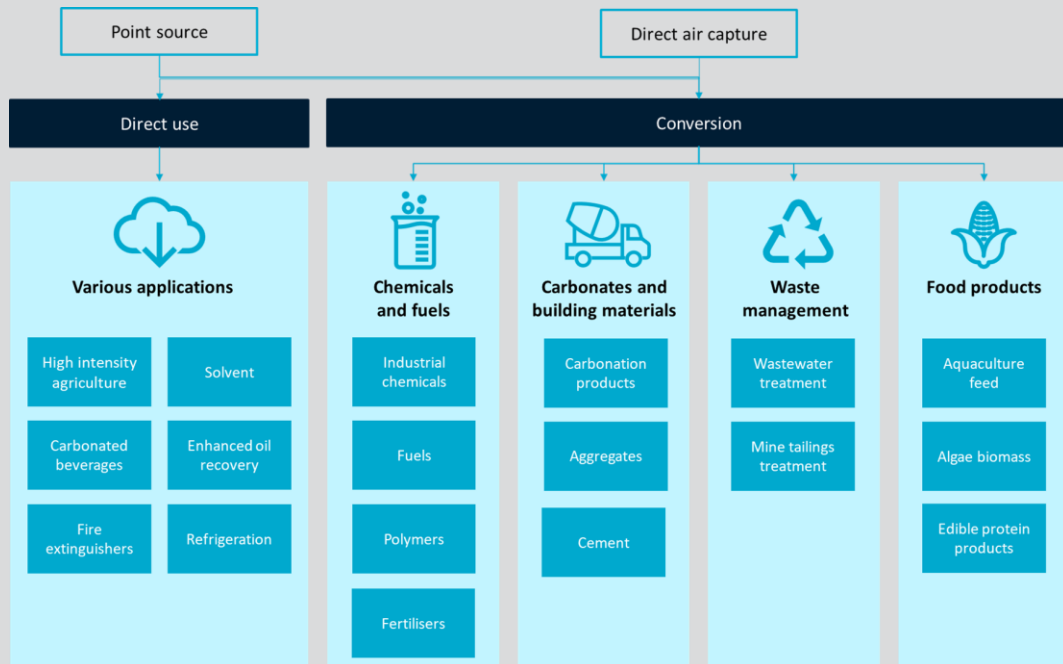 Point source
Direct air capture
Direct use
Conversion
Various applications
High intensity
agriculture
Solvent
Carbonated
beverages
Enhanced oil
recovery
Fire
extinguishers
Refrigeration
Chemicals
and fuels
Industrial
chemicals
Fuels
Polymers
Fertilisers
Carbonates and
building materials
Carbonation
products
Aggregates
Cement
Waste
management
Wastewater
treatment
Mine tailings
treatment
Food products
Aquaculture
feed
Algae biomass
Edible protein
products